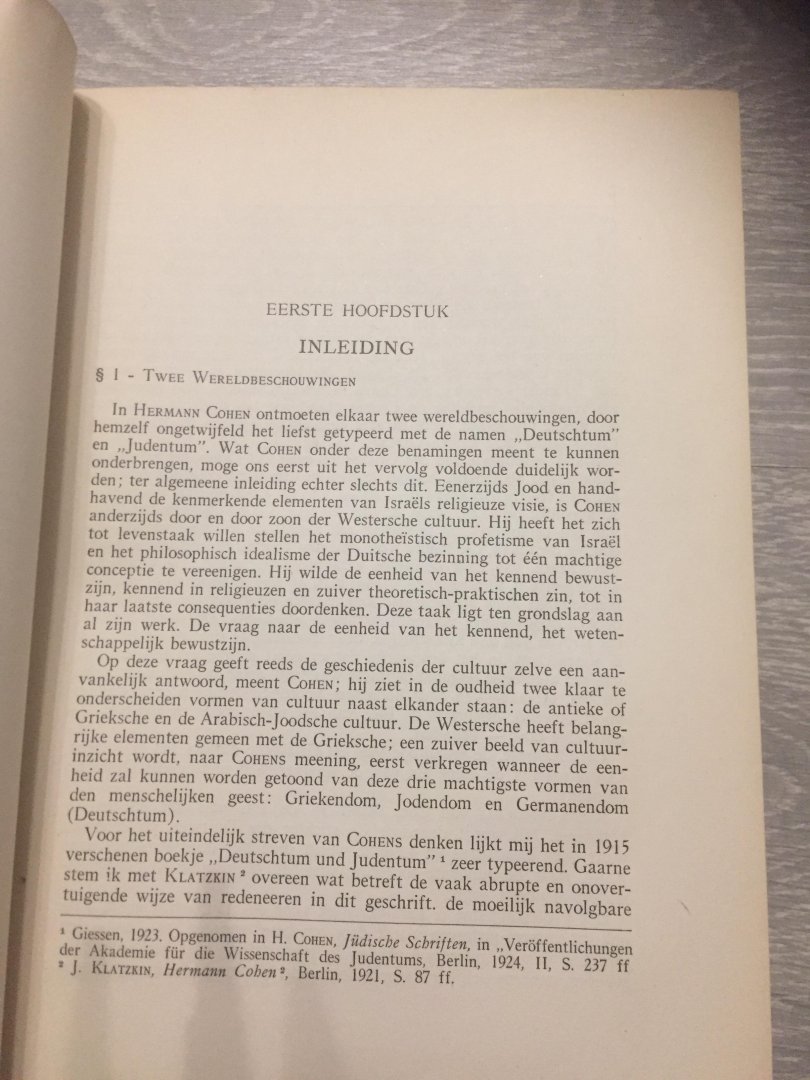 EERSTE HOOFDSTUK
INLEIDING
§ 1 - Twee Wereldbeschouwingen
In Hermann Cohen ontmoeten elkaar twee wereldbeschouwingen, door
hemzelf ongetwijfeld het liefst getypeerd met de namen „Deutschtum”
en „Judentum”. Wat Cohen onder deze benamingen meent te kunnen
onderbrengen, moge ons eerst uit het vervolg voldoende duidelijk wor-
den; ter algemeene inleiding echter slechts dit. Eenerzijds Jood en hand-
havend de kenmerkende elementen van Israëls religieuze visie, is Cohen
anderzijds door en door zoon der Westersche cultuur. Hij heeft het zich
tot levenstaak willen stellen het monotheïstisch profetisme van Israël
en het philosophisch idealisme der Duitsche bezinning tot één machtige
conceptie te vereenigen. Hij wilde de eenheid van het kennend bewust-
zijn, kennend in religieuzen en zuiver theoretisch-praktischen zin, tot in
haar laatste consequenties doordenken. Deze taak ligt ten grondslag aan
al zijn werk. De vraag naar de eenheid van het kennend, het weten-
schappelijk bewustzijn.
Op deze vraag geeft reeds de geschiedenis der cultuur zelve een aan-
vankelijk antwoord, meent Cohen; hij ziet in de oudheid twee klaar te
onderscheiden vormen van cultuur naast elkander staan: de antieke of
Grieksche en de Arabisch-Joodsche cultuur. De Westersche heeft belang-
rijke elementen gemeen met de Grieksche; een zuiver beeld van cultuur-
inzicht wordt, naar Cohens meening, eerst verkregen wanneer de een-
heid zal kunnen worden getoond van deze drie machtigste vormen van
den menschelijken geest: Griekendom, Jodendom en Germanendom
(Deutschtum).
Voor het uiteindelijk streven van Cohens denken lijkt mij het in 1915
verschenen boekje „Deutschtum und Judentum” ¹ zeer typeerend. Gaarne
stem ik met Klatzkin ² overeen wat betreft de vaak abrupte en onover-
tuigende wijze van redeneeren in dit geschrift. de moeilijk navolgbare
¹ Giessen, 1923. Opgenomen in H. Cohen, Jüdische Schriften, in „Veröffentlichungen
der Akademie für die Wissenschaft des Judentums, Berlin, 1924, II, S. 237 ff
² J. Klatzkin, Hermann Cohen ², Berlin, 1921, S. 87 ff.